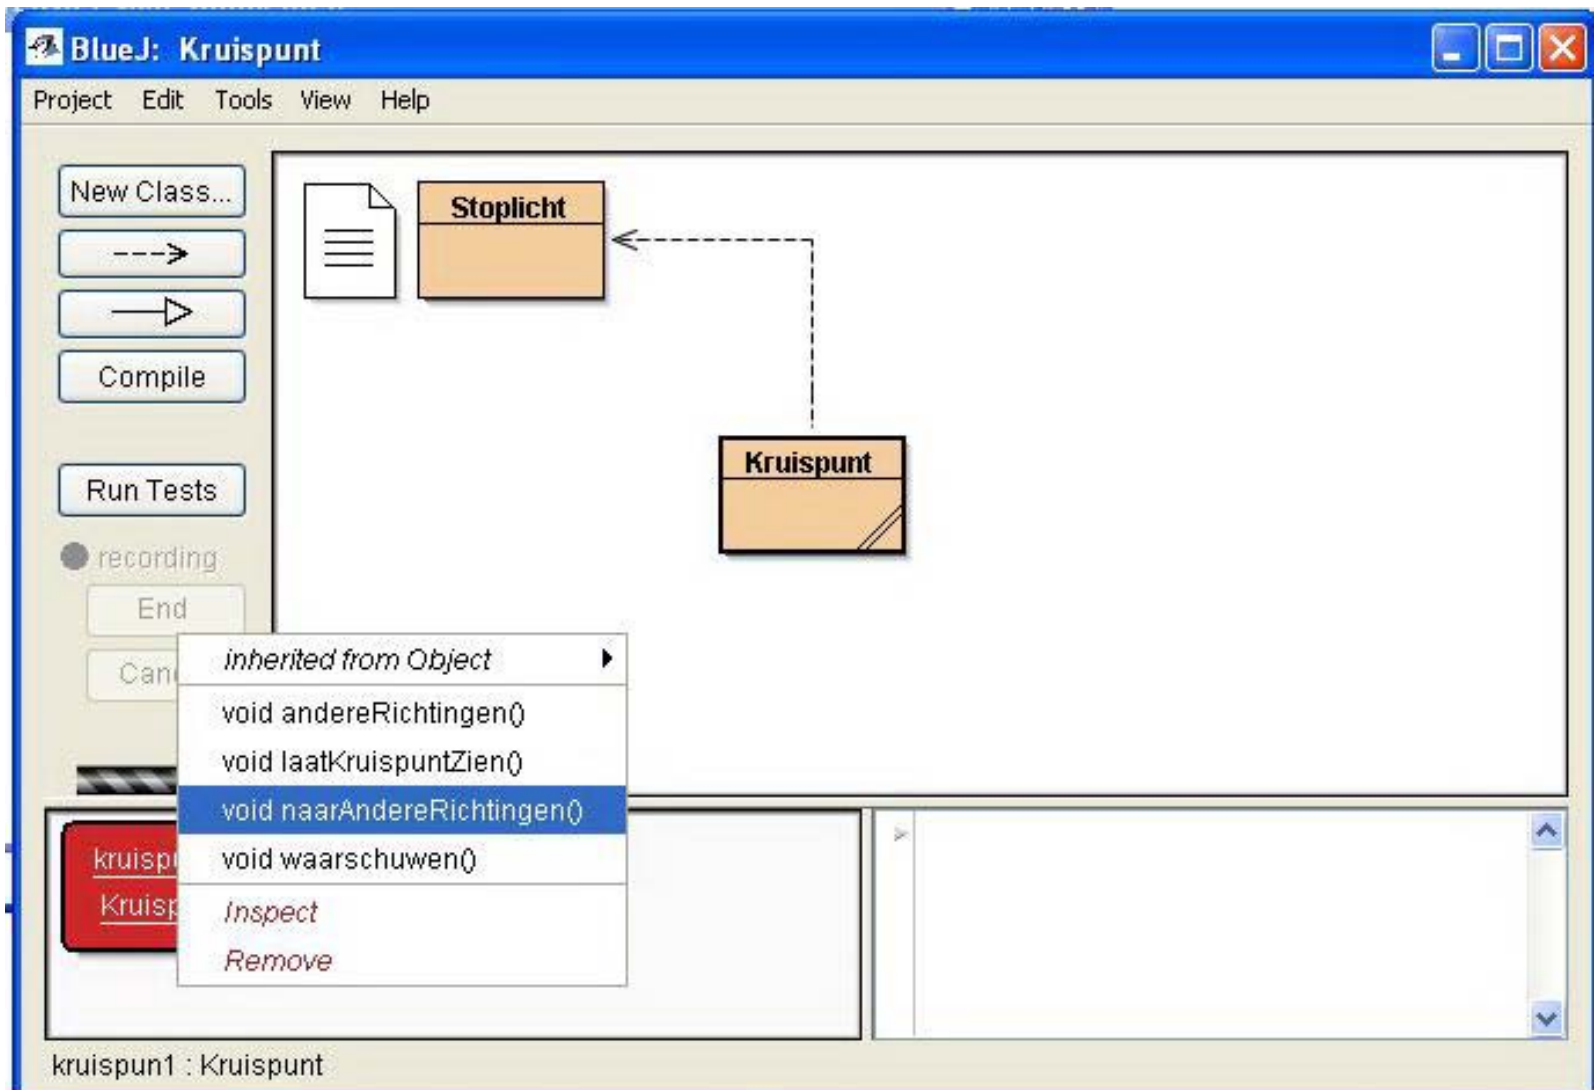 BlueJ: Kruispunt
Project Edit Tools View Help
New Class...
Compile
Run Tests
recording
End
Stoplicht
Kruispunt
inherited from Object
void andereRichtingen()
void laatKruispuntZien()
void naarAndereRichtingen()
void waarschuwen()
Inspect
Remove
kruispun1 : Kruispunt